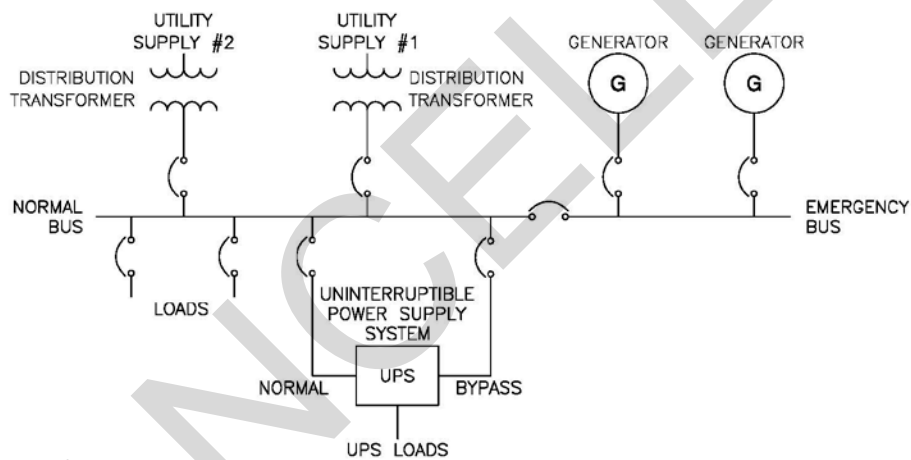 UTILITY
SUPPLY #2
UTILITY
SUPPLY #1
GENERATOR
GENERATOR
DISTRIBUTION
TRANSFORMER
DISTRIBUTION
TRANSFORMER
G
G
NORMAL
BUS
EMERGENCY
BUS
LOADS
UNINTERRUPTIBLE
POWER SUPPLY
SYSTEM
NORMAL
UPS
BYPASS
UPS LOADS
NCELL